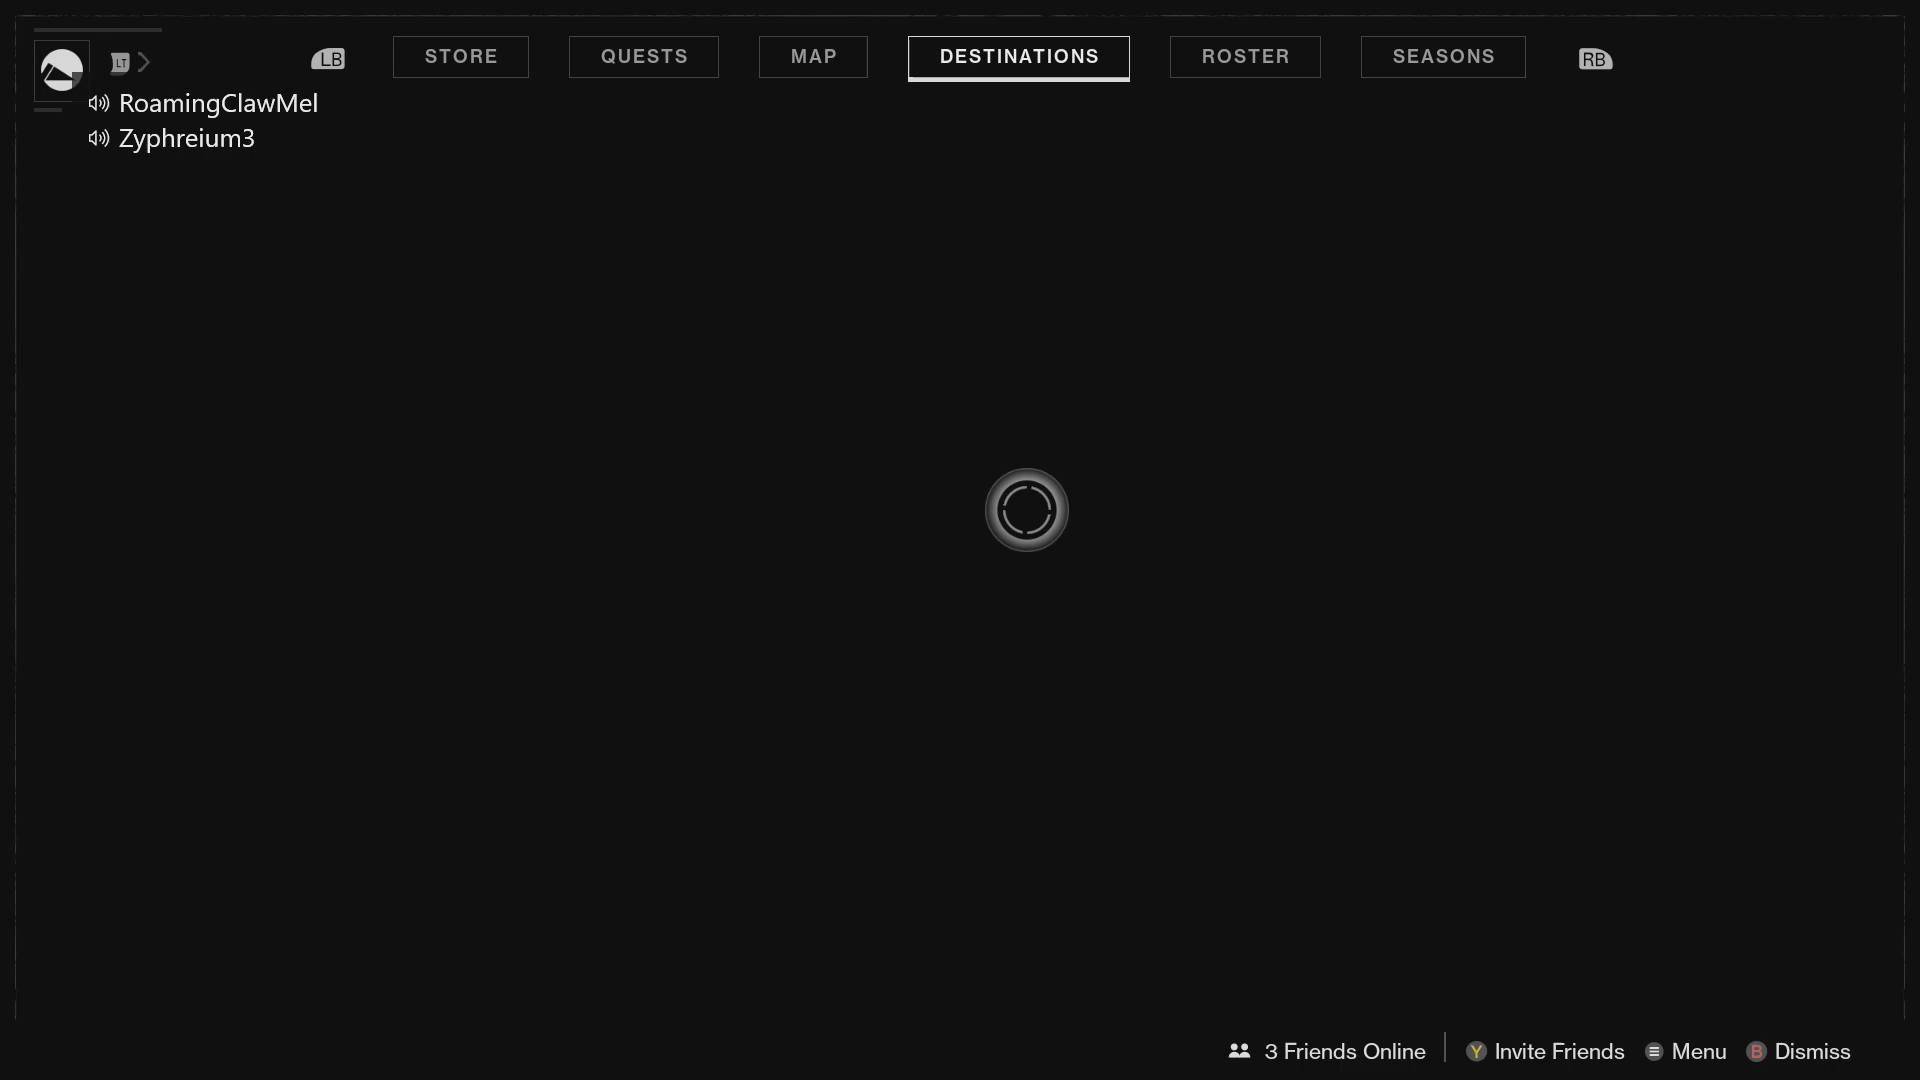 LT
LB
STORE
QUESTS
MAP
DESTINATIONS
ROSTER
SEASONS
RB
RoamingClawMel
Zyphreium3
3 Friends Online
Y Invite Friends
Menu
B Dismiss